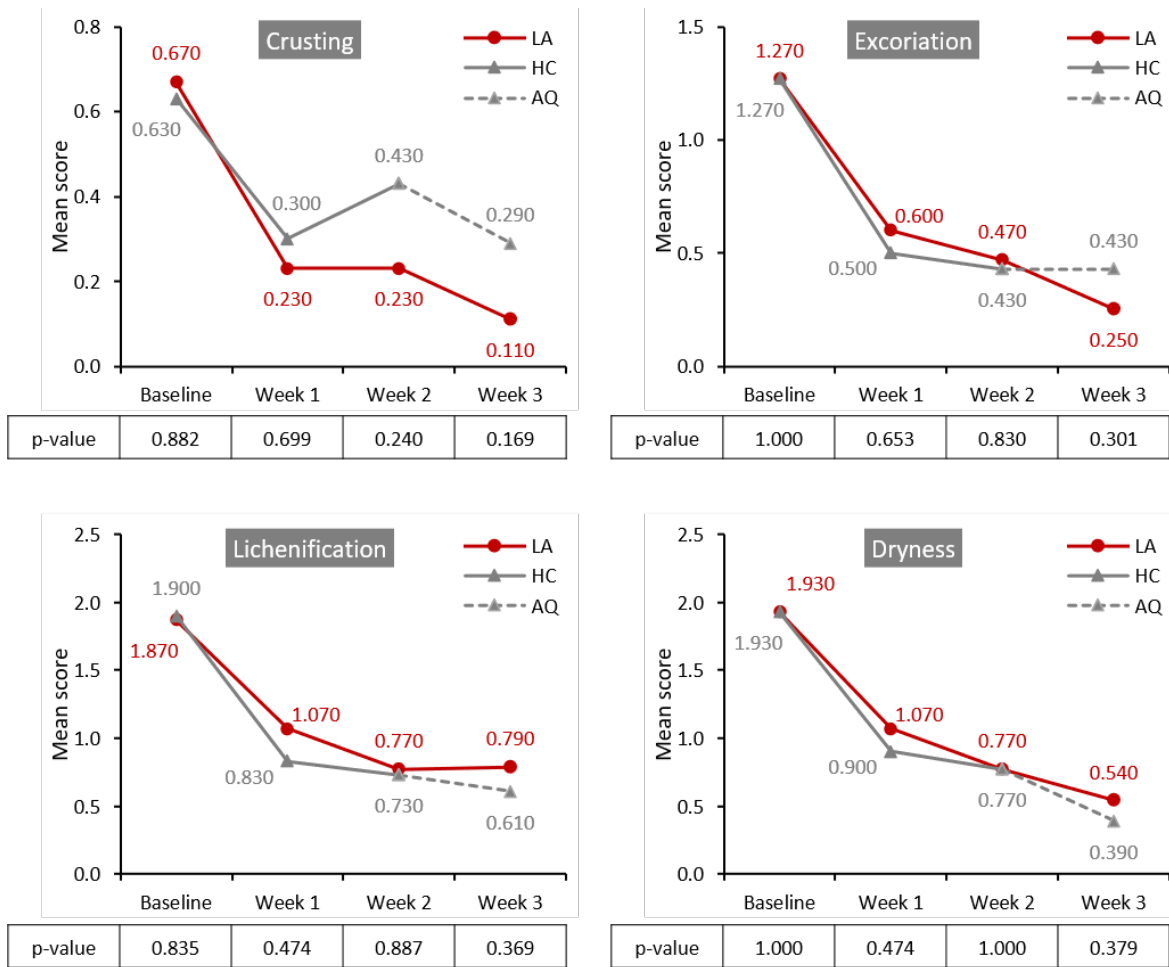 Crusting
LA
HC
AQ
Mean score
0.8
0.6
0.4
0.2
0.0
0.670
0.630
0.300
0.430
0.290
0.230
0.230
0.110
Baseline Week 1 Week 2 Week 3
p-value 0.882 0.699 0.240 0.169
Excoriation
LA
HC
AQ
Mean score
1.5
1.0
0.5
0.0
1.270
1.270
0.600
0.470
0.430
0.500
0.430
0.250
Baseline Week 1 Week 2 Week 3
p-value 1.000 0.653 0.830 0.301
Lichenification
LA
HC
AQ
Mean score
2.5
2.0
1.5
1.0
0.5
0.0
1.900
1.870
1.070
0.770
0.790
0.830
0.730
0.610
Baseline Week 1 Week 2 Week 3
p-value 0.835 0.474 0.887 0.369
Dryness
LA
HC
AQ
Mean score
2.5
2.0
1.5
1.0
0.5
0.0
1.930
1.930
1.070
0.770
0.540
0.900
0.770
0.390
Baseline Week 1 Week 2 Week 3
p-value 1.000 0.474 1.000 0.379